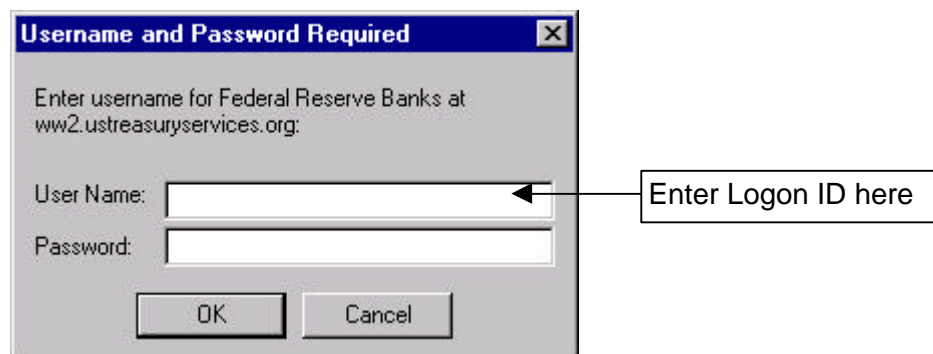 Username and Password Required
Enter username for Federal Reserve Banks at
ww2.ustreasuryservices.org:
User Name:
Enter Logon ID here
Password:
OK
Cancel